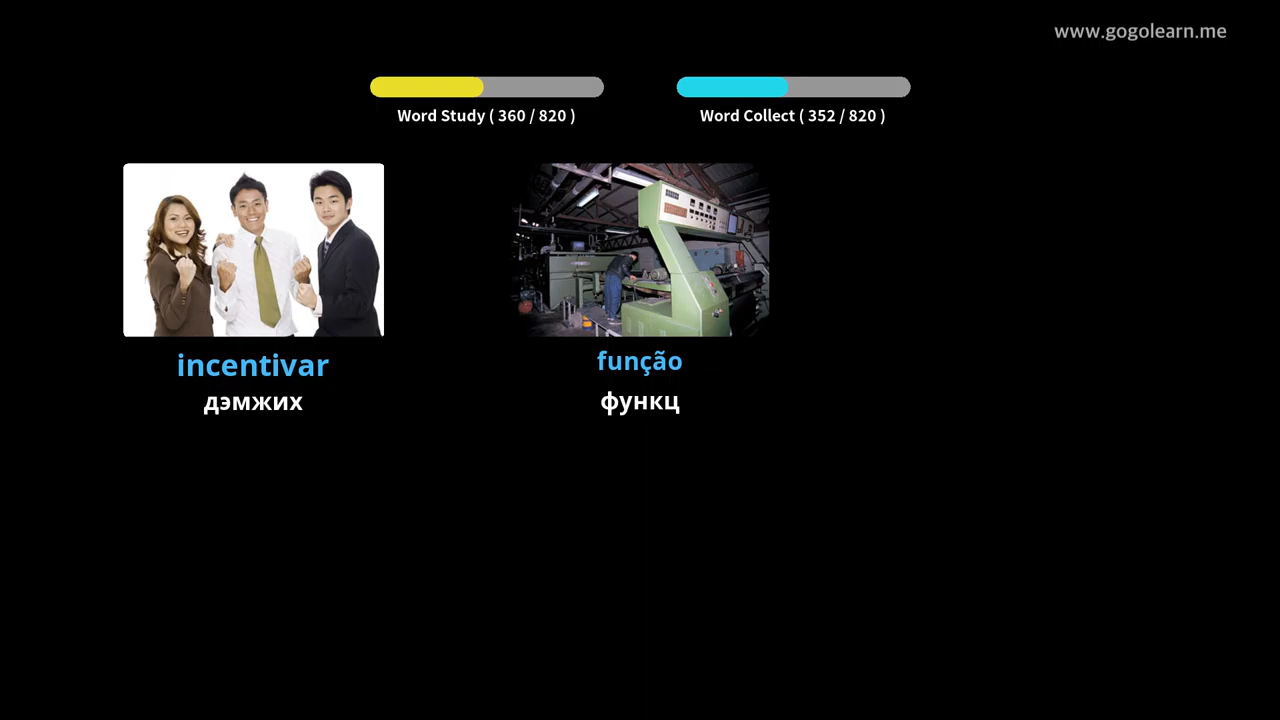 www.gogolearn.me
Word Study ( 360 / 820 )
Word Collect ( 352 / 820 )
incentivar
дэмжих
função
функц